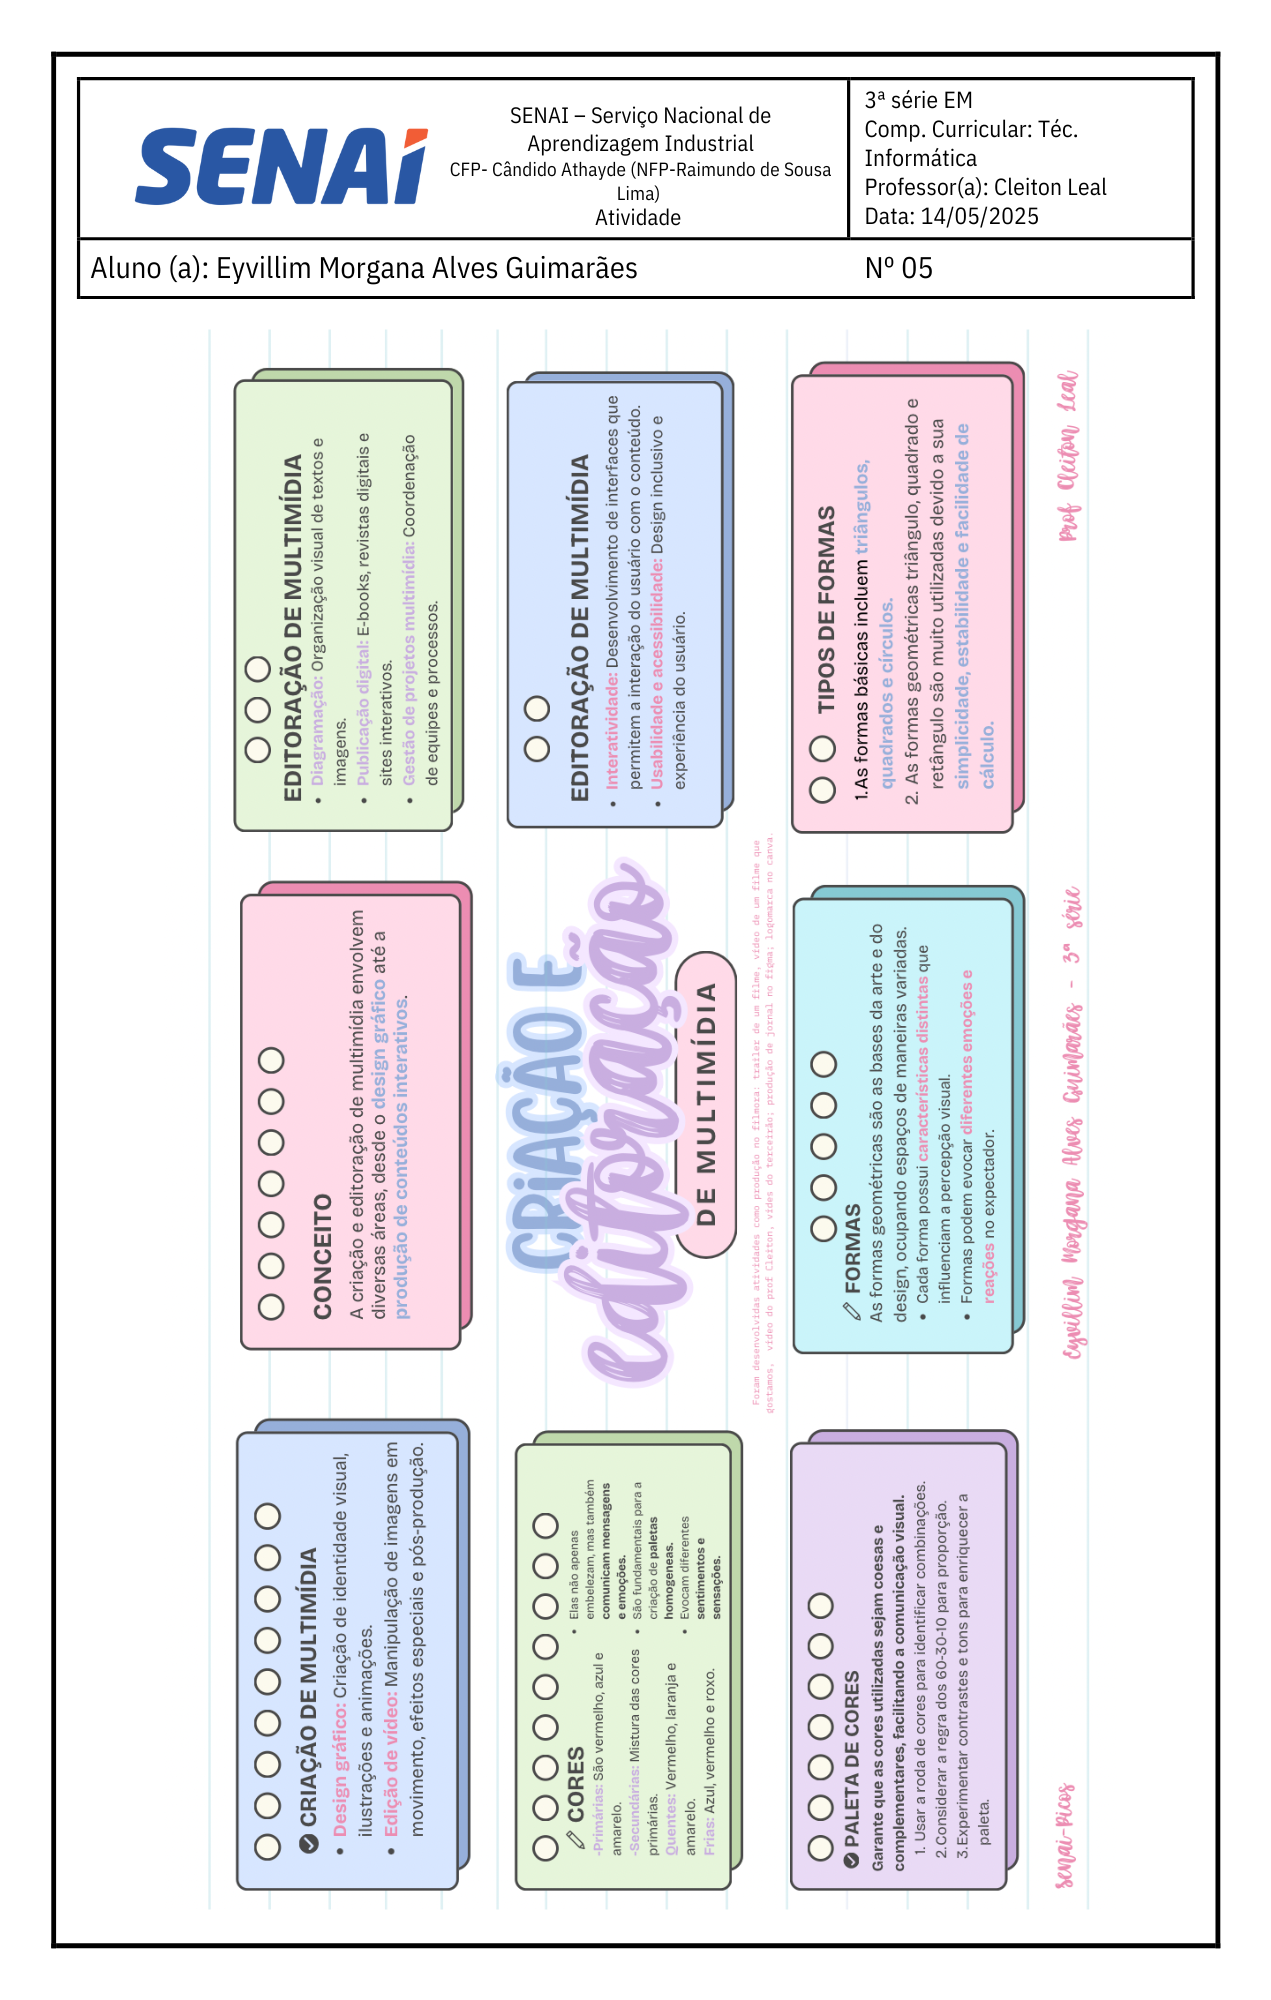 SENAI
SENAI – Serviço Nacional de
Aprendizagem Industrial
CFP- Cândido Athayde (NFP-Raimundo de Sousa
Lima)
Atividade
3ª série EM
Comp. Curricular: Téc.
Informática
Professor(a): Cleiton Leal
Data: 14/05/2025
Aluno (a): Eyvillim Morgana Alves Guimarães
Nº 05
CRIAÇÃO DE MULTIMÍDIA
• Design gráfico: Criação de identidade visual,
ilustrações e animações.
• Edição de vídeo: Manipulação de imagens em
movimento, efeitos especiais e pós-produção.
CONCEITO
A criação e editoração de multimídia envolvem
diversas áreas, desde o design gráfico até a
produção de conteúdos interativos.
EDITORAÇÃO DE MULTIMÍDIA
• Diagramação: Organização visual de textos e
imagens.
• Publicação digital: E-books, revistas digitais e
sites interativos.
• Gestão de projetos multimídia: Coordenação
de equipes e processos.
CORES
-Primárias: São vermelho, azul e
amarelo.
-Secundárias: Mistura das cores
primárias.
Quentes: Vermelho, laranja e
amarelo.
Frias: Azul, vermelho e roxo.
• Elas não apenas
embelezam, mas também
comunicam mensagens
e emoções.
• São fundamentais para a
criação de paletas
homogeneas.
• Evocam diferentes
sentimentos e
sensações.
CRIAÇÃO E
editoração
DE MULTIMÍDIA
Foram desenvolvidas atividades como produção no filmora: trailer de um filme, vídeo de um filme que
gostamos, vídeo do prof Cleiton, vídes do terceirão; produção de jornal no figma; logomarca no canva.
EDITORAÇÃO DE MULTIMÍDIA
• Interatividade: Desenvolvimento de interfaces que
permitem a interação do usuário com o conteúdo.
• Usabilidade e acessibilidade: Design inclusivo e
experiência do usuário.
PALETA DE CORES
Garante que as cores utilizadas sejam coesas e
complementares, facilitando a comunicação visual.
1. Usar a roda de cores para identificar combinações.
2.Considerar a regra dos 60-30-10 para proporção.
3.Experimentar contrastes e tons para enriquecer a
paleta.
FORMAS
As formas geométricas são as bases da arte e do
design, ocupando espaços de maneiras variadas.
• Cada forma possui características distintas que
influenciam a percepção visual.
• Formas podem evocar diferentes emoções e
reações no expectador.
TIPOS DE FORMAS
1.As formas básicas incluem triângulos,
quadrados e círculos.
2. As formas geométricas triângulo, quadrado e
retângulo são muito utilizadas devido a sua
simplicidade, estabilidade e facilidade de
cálculo.
senai-Picos
Eyvillim Morgana Alves Guimarães - 3ª série
Prof Cleiton Leal